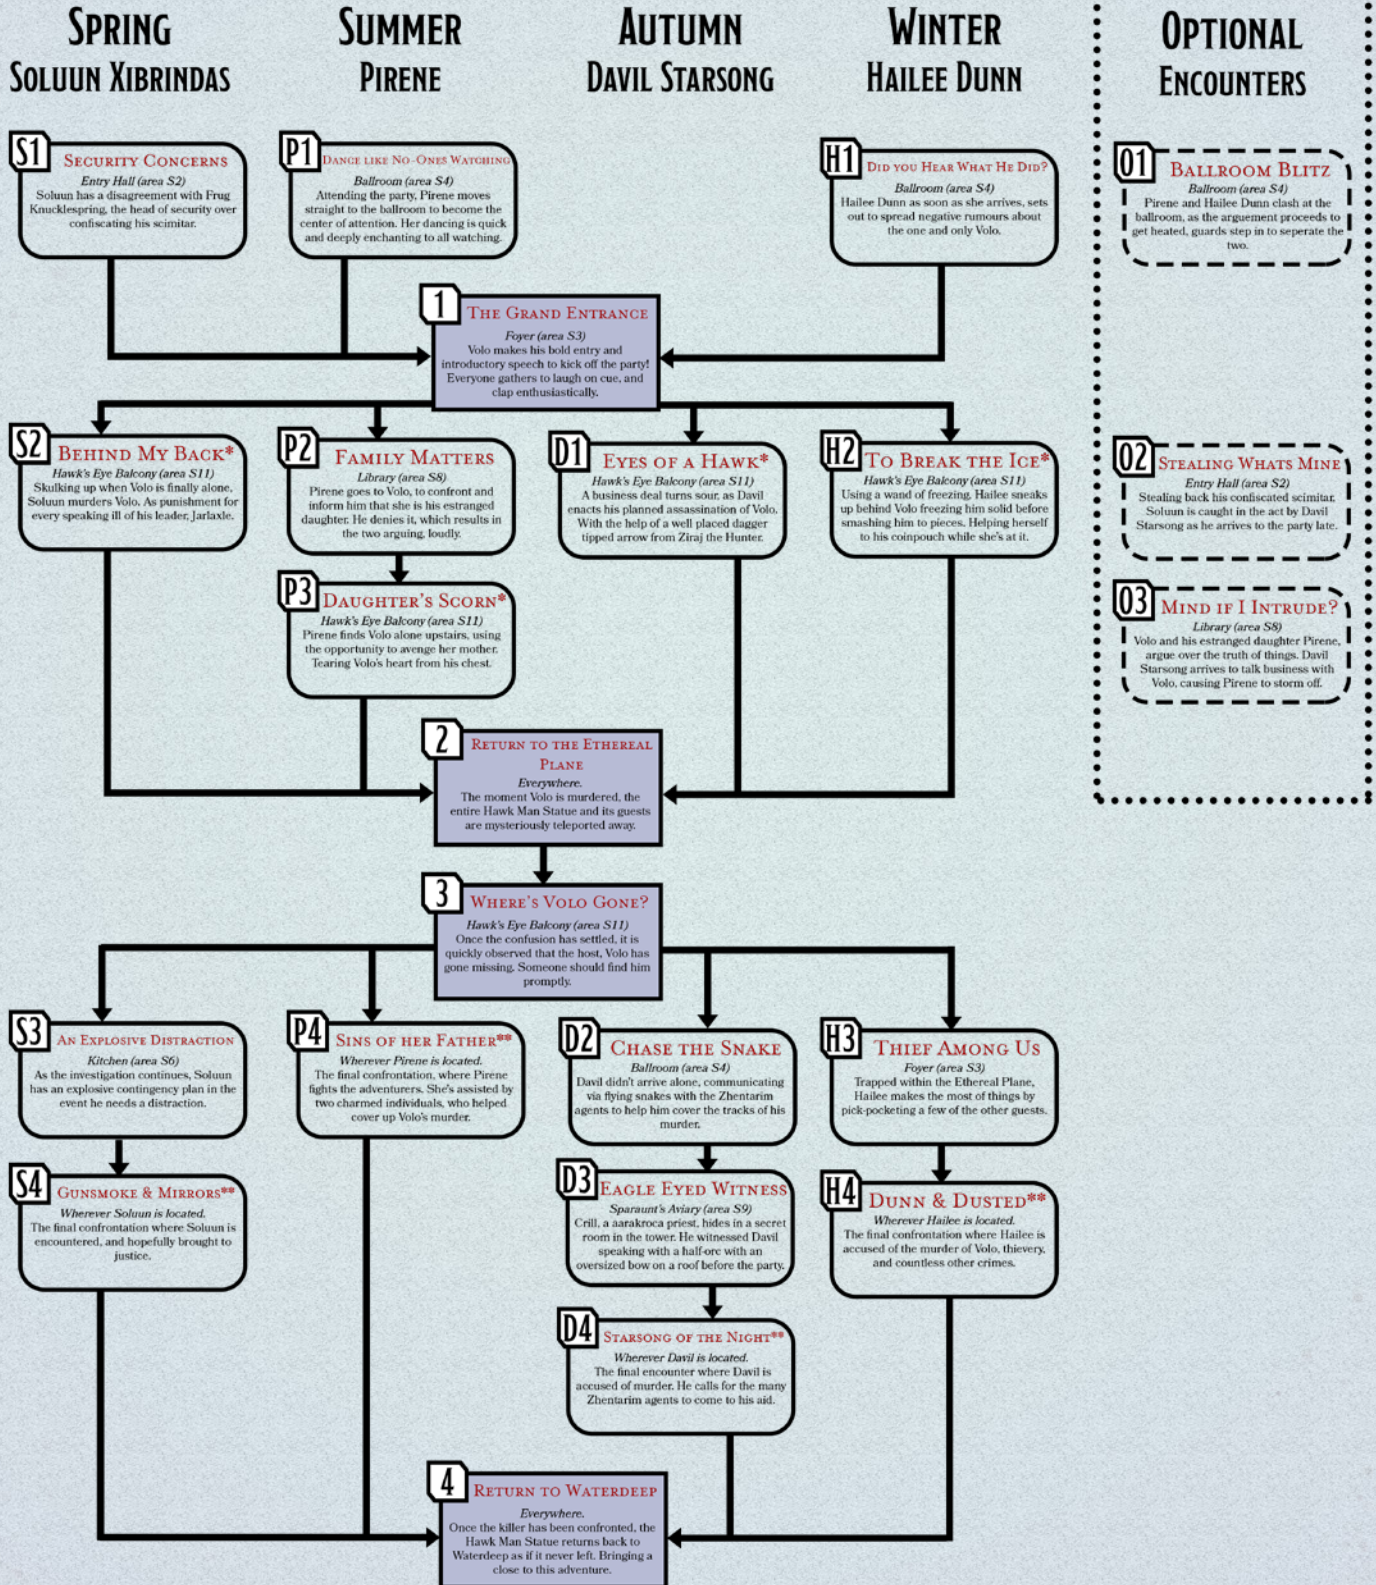 SPRING
SOLUUN XIBRINDAS
SUMMER
PIRENE
AUTUMN
DAVIL STARSONG
WINTER
HAILEE DUNN
OPTIONAL
ENCOUNTERS
S1
SECURITY CONCERNS
Entry Hall (area S2)
Soluun has a disagreement with Frug
Knucklespring, the head of security over
confiscating his scimitar.
P1
DANCE LIKE NO-ONES WATCHING
Ballroom (area S4)
Attending the party, Pirene moves
straight to the ballroom to become the
center of attention. Her dancing is quick
and deeply enchanting to all watching.
H1
DID YOU HEAR WHAT HE DID?
Ballroom (area S4)
Hailee Dunn as soon as she arrives, sets
out to spread negative rumours about
the one and only Volo.
O1
BALLROOM BLITZ
Ballroom (area S4)
Pirene and Hailee Dunn clash at the
ballroom, as the arguement proceeds to
get heated, guards step in to seperate the
two.
1
THE GRAND ENTRANCE
Foyer (area S3)
Volo makes his bold entry and
introductory speech to kick off the party!
Everyone gathers to laugh on cue, and
clap enthusiastically.
S2
BEHIND MY BACK*
Hawk's Eye Balcony (area S11)
Skulking up when Volo is finally alone,
Soluun murders Volo. As punishment for
every speaking ill of his leader, Jarlaxle.
P2
FAMILY MATTERS
Library (area S8)
Pirene goes to Volo, to confront and
inform him that she is his estranged
daughter. He denies it, which results in
the two arguing, loudly.
D1
EYES OF A HAWK*
Hawk's Eye Balcony (area S11)
A business deal turns sour, as Davil
enacts his planned assassination of Volo.
With the help of a well placed dagger
tipped arrow from Ziraj the Hunter.
H2
TO BREAK THE ICE*
Hawk's Eye Balcony (area S11)
Using a wand of freezing, Hailee sneaks
up behind Volo freezing him solid before
smashing him to pieces. Helping herself
to his coinpouch while she's at it.
O2
STEALING WHATS MINE
Entry Hall (area S2)
Stealing back his confiscated scimitar,
Soluun is caught in the act by Davil
Starsong as he arrives to the party late.
P3
DAUGHTER'S SCORN*
Hawk's Eye Balcony (area S11)
Pirene finds Volo alone upstairs, using
the opportunity to avenge her mother.
Tearing Volo's heart from his chest.
O3
MIND IF I INTRUDE?
Library (area S8)
Volo and his estranged daughter Pirene,
argue over the truth of things. Davil
Starsong arrives to talk business with
Volo, causing Pirene to storm off.
2
RETURN TO THE ETHEREAL
PLANE
Everywhere.
The moment Volo is murdered, the
entire Hawk Man Statue and its guests
are mysteriously teleported away.
3
WHERE'S VOLO GONE?
Hawk's Eye Balcony (area S11)
Once the confusion has settled, it is
quickly observed that the host, Volo has
gone missing. Someone should find him
promptly.
S3
AN EXPLOSIVE DISTRACTION
Kitchen (area S6)
As the investigation continues, Soluun
has an explosive contingency plan in the
event he needs a distraction.
P4
SINS OF HER FATHER**
Wherever Pirene is located.
The final confrontation, where Pirene
fights the adventurers. She's assisted by
two charmed individuals, who helped
cover up Volo's murder.
D2
CHASE THE SNAKE
Ballroom (area S4)
Davil didn't arrive alone, communicating
via flying snakes with the Zhentarim
agents to help him cover the tracks of his
murder.
H3
THIEF AMONG US
Foyer (area S3)
Trapped within the Ethereal Plane,
Hailee makes the most of things by
pick-pocketing a few of the other guests.
S4
GUNSMOKE & MIRRORS**
Wherever Soluun is located.
The final confrontation where Soluun is
encountered, and hopefully brought to
justice.
D3
EAGLE EYED WITNESS
Sparaunt's Aviary (area S9)
Crill, a aarakroca priest, hides in a secret
room in the tower. He witnessed Davil
speaking with a half-orc with an
oversized bow on a roof before the party.
H4
DUNN & DUSTED**
Wherever Hailee is located.
The final confrontation where Hailee is
accused of the murder of Volo, thievery,
and countless other crimes.
D4
STARSONG OF THE NIGHT**
Wherever Davil is located.
The final encounter where Davil is
accused of murder. He calls for the many
Zhentarim agents to come to his aid.
4
RETURN TO WATERDEEP
Everywhere.
Once the killer has been confronted, the
Hawk Man Statue returns back to
Waterdeep as if it never left. Bringing a
close to this adventure.